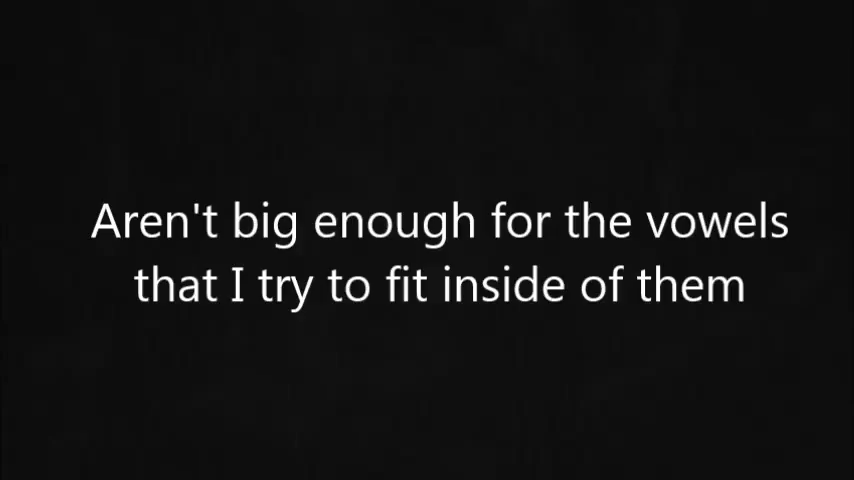 Aren't big enough for the vowels
that I try to fit inside of them